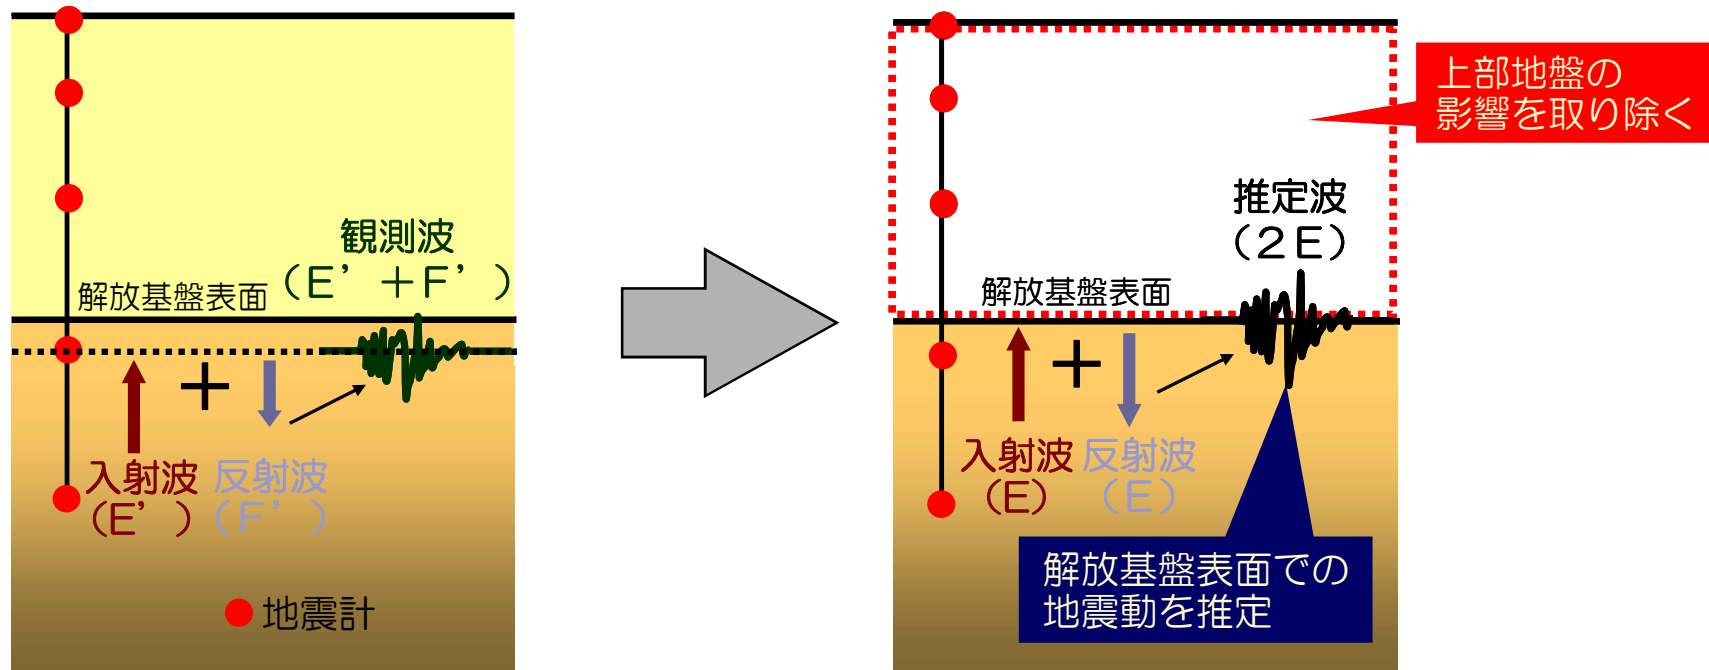 観測波
（E’＋F’）
解放基盤表面
＋
入射波
（E’）
反射波
（F’）
地震計
上部地盤の
影響を取り除く
推定波
（２E）
解放基盤表面
＋
入射波
（E）
反射波
（E）
解放基盤表面での
地震動を推定